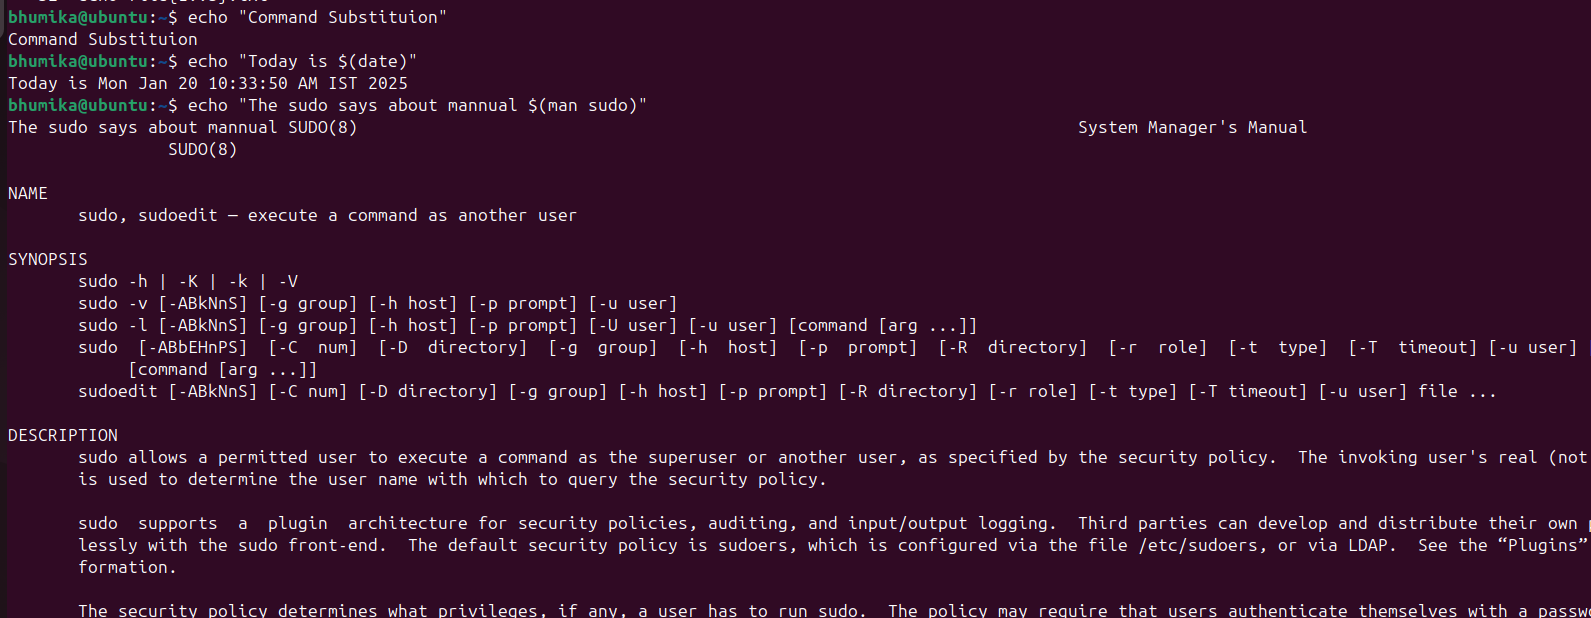 bhumika@ubuntu:~$ echo "Command Substituion"
Command Substituion
bhumika@ubuntu:~$ echo "Today is $(date)"
Today is Mon Jan 20 10:33:50 AM IST 2025
bhumika@ubuntu:~$ echo "The sudo says about mannual $(man sudo)"
The sudo says about mannual SUDO(8) System Manager's Manual
SUDO(8)
NAME
sudo, sudoedit — execute a command as another user
SYNOPSIS
sudo -h | -K | -k | -V
sudo -v [-ABkNnS] [-g group] [-h host] [-p prompt] [-u user]
sudo -l [-ABkNnS] [-g group] [-h host] [-p prompt] [-U user] [-u user] [command [arg ...]]
sudo [-ABbEHnPS] [-C num] [-D directory] [-g group] [-h host] [-p prompt] [-R directory] [-r role] [-t type] [-T timeout] [-u user]
[command [arg ...]]
sudoedit [-ABkNnS] [-C num] [-D directory] [-g group] [-h host] [-p prompt] [-R directory] [-r role] [-t type] [-T timeout] [-u user] file ...
DESCRIPTION
sudo allows a permitted user to execute a command as the superuser or another user, as specified by the security policy. The invoking user's real (not
is used to determine the user name with which to query the security policy.
sudo supports a plugin architecture for security policies, auditing, and input/output logging. Third parties can develop and distribute their own
lessly with the sudo front-end. The default security policy is sudoers, which is configured via the file /etc/sudoers, or via LDAP. See the “Plugins”
formation.
The security policy determines what privileges, if any, a user has to run sudo. The policy may require that users authenticate themselves with a